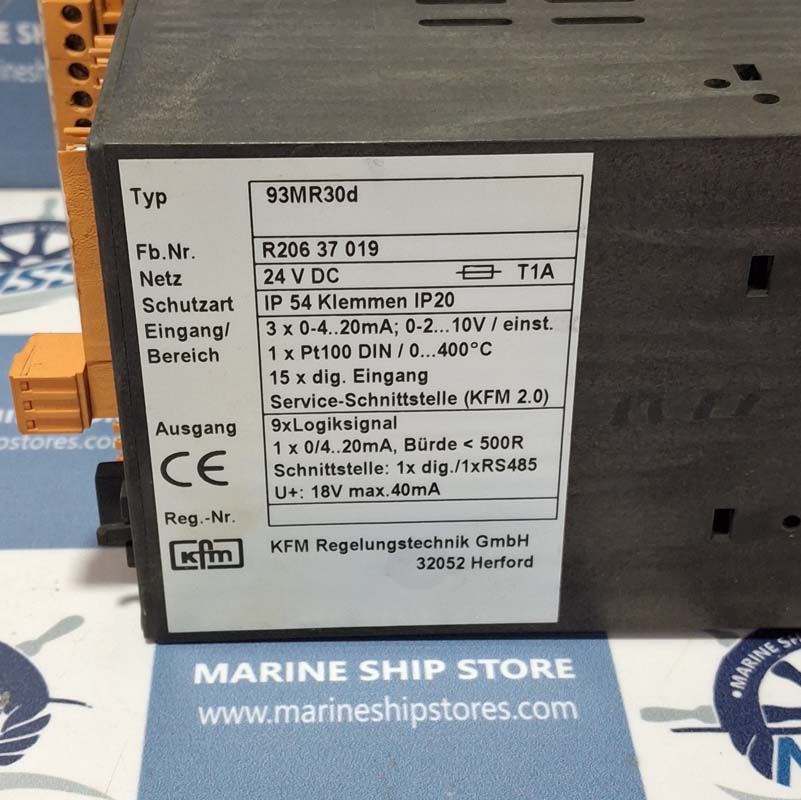 Typ 93MR30d
Fb.Nr. R206 37 019
Netz 24 V DC T1A
Schutzart IP 54 Klemmen IP20
Eingang/ 3 x 0-4..20mA; 0-2...10V / einst.
Bereich 1 x Pt100 DIN / 0...400°C
15 x dig. Eingang
Service-Schnittstelle (KFM 2.0)
Ausgang 9xLogiksignal
1 x 0/4..20mA, Bürde < 500R
CE Schnittstelle: 1x dig./1xRS485
U+: 18V max.40mA
Reg.-Nr.
kfm KFM Regelungstechnik GmbH
32052 Herford
MARINE SHIP STORE
www.marineshipstores.com
MARINE SH